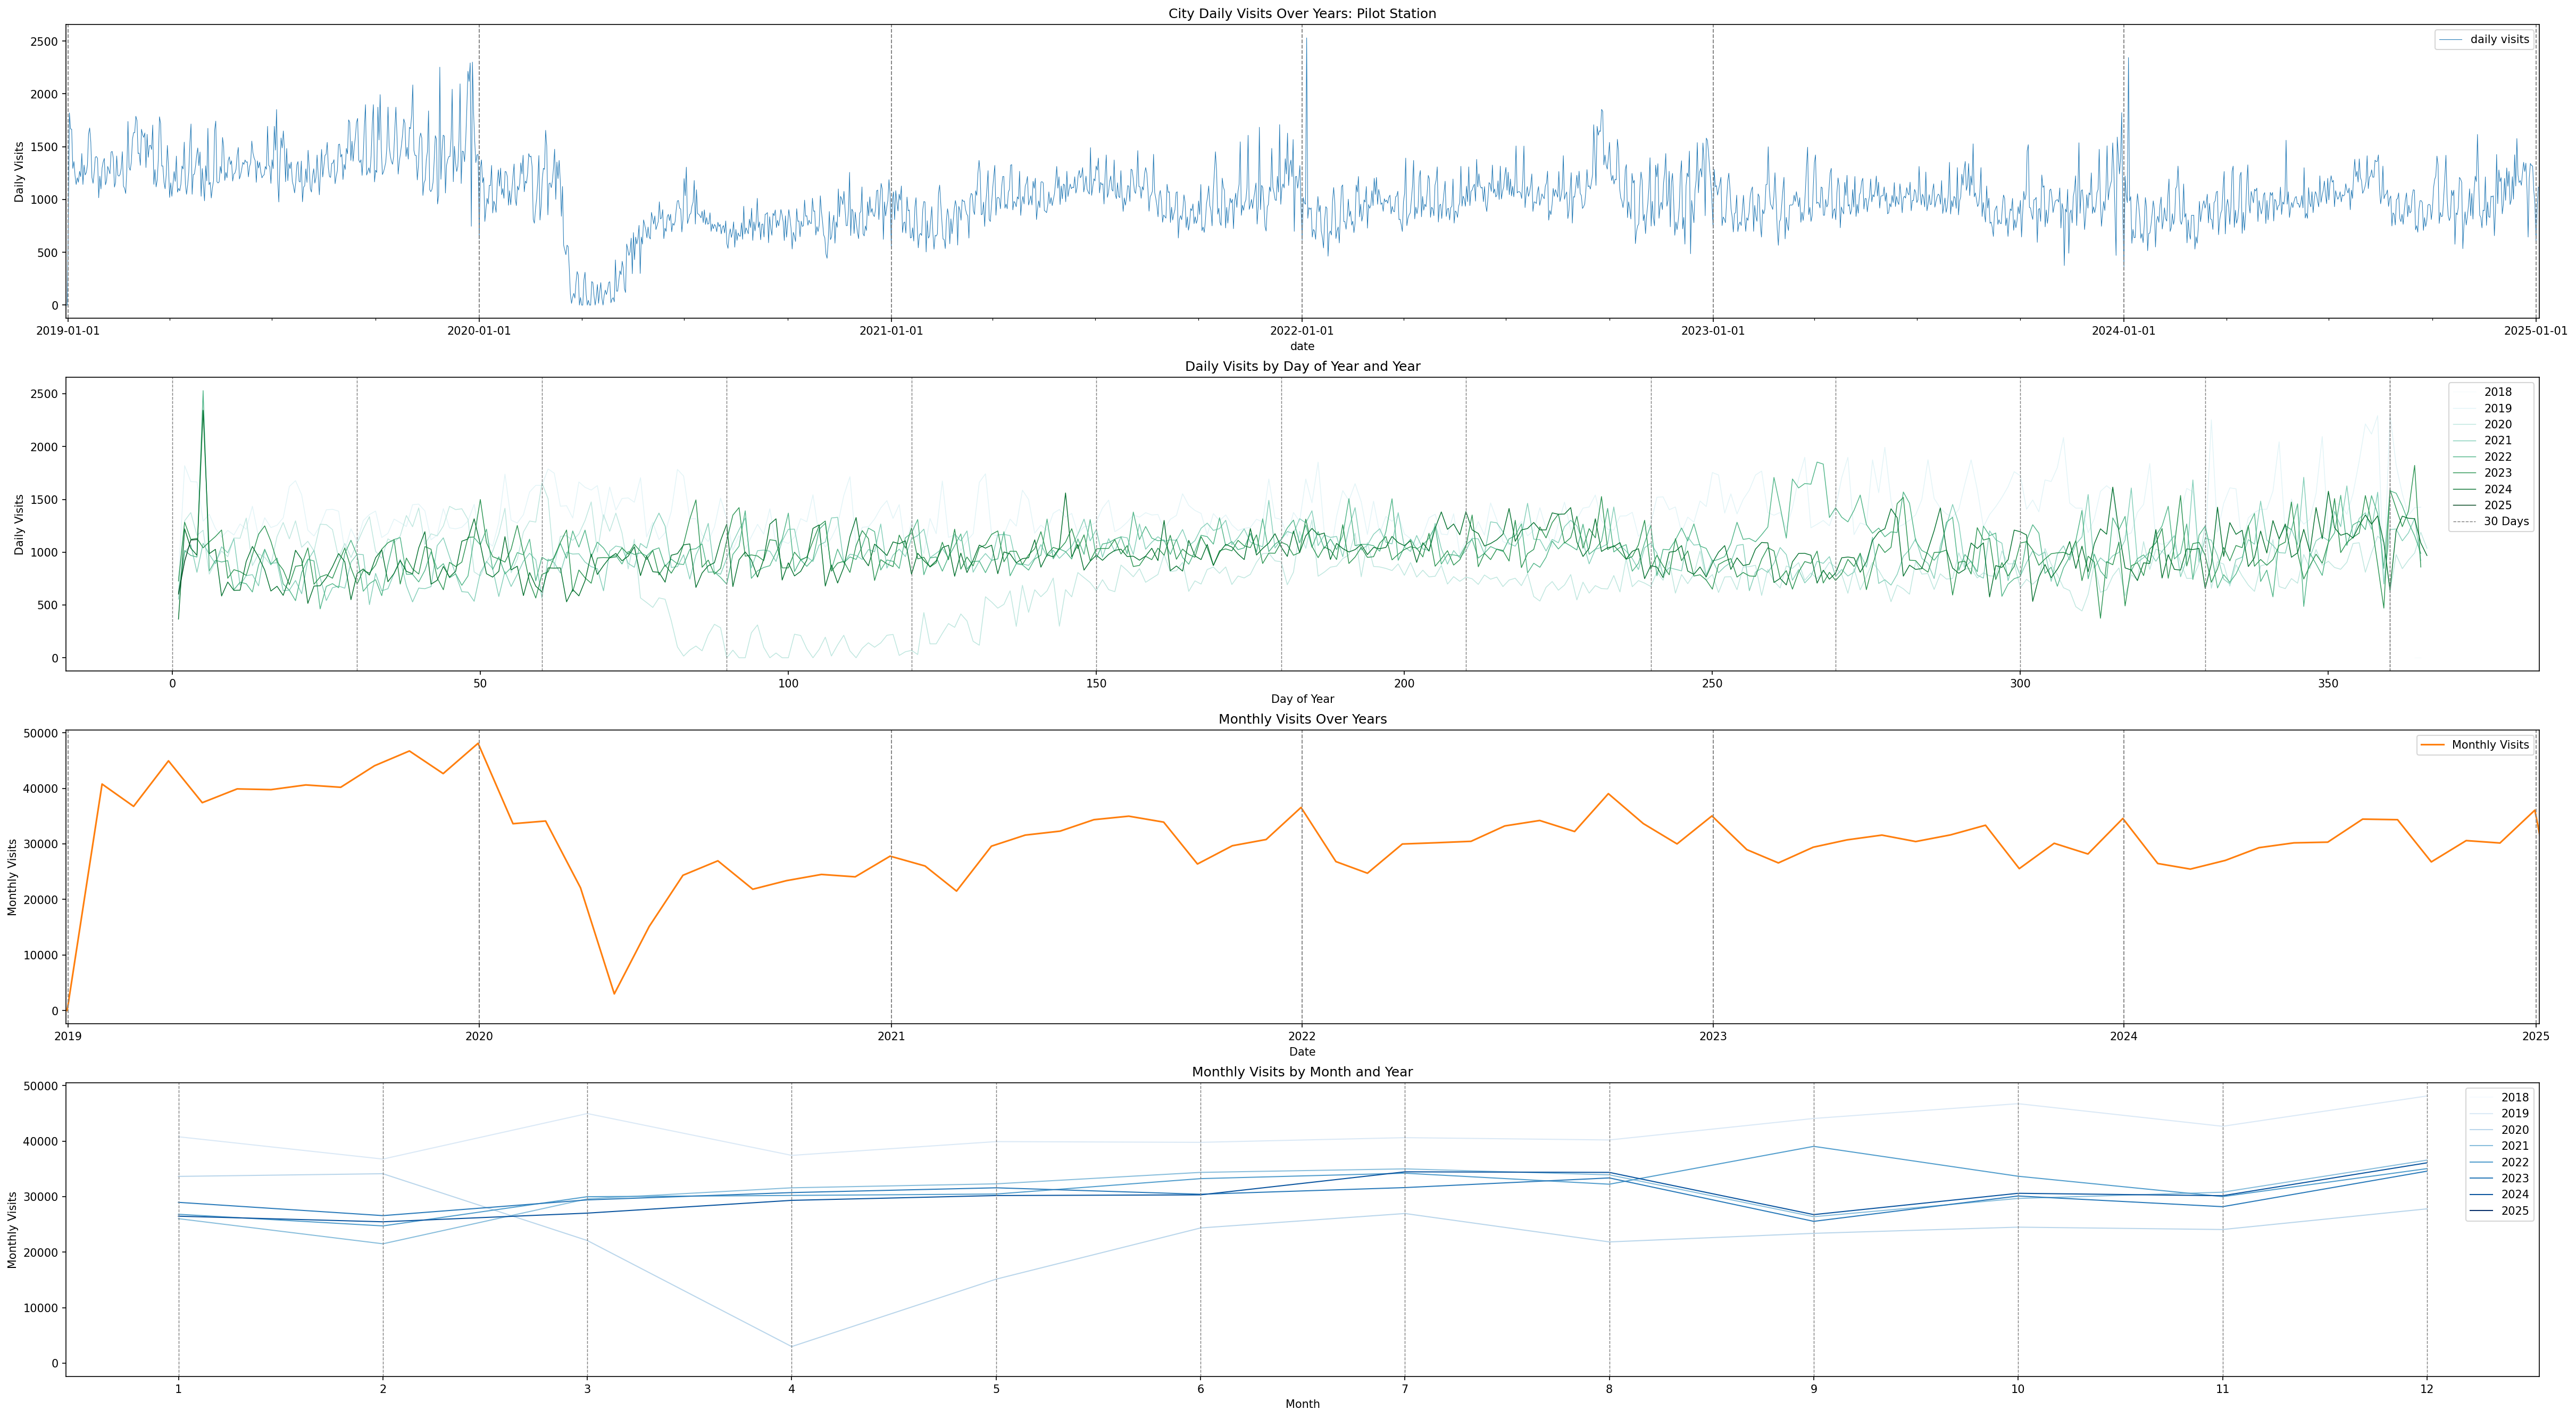 City Daily Visits Over Years: Pilot Station
Daily Visits
2500
2000
1500
1000
500
0
daily visits
2019-01-01 2020-01-01 2021-01-01 2022-01-01 2023-01-01 2024-01-01 2025-01-01
date
Daily Visits by Day of Year and Year
Daily Visits
2500
2000
1500
1000
500
0
2018
2019
2020
2021
2022
2023
2024
2025
30 Days
0 50 100 150 200 250 300 350
Day of Year
Monthly Visits Over Years
Monthly Visits
50000
40000
30000
20000
10000
0
Monthly Visits
2019 2020 2021 2022 2023 2024 2025
Date
Monthly Visits by Month and Year
Monthly Visits
50000
40000
30000
20000
10000
0
2018
2019
2020
2021
2022
2023
2024
2025
1 2 3 4 5 6 7 8 9 10 11 12
Month